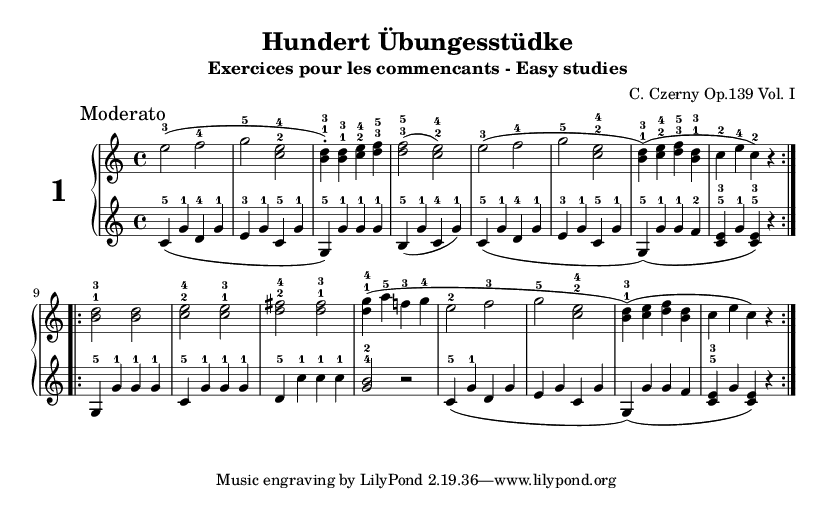 Hundert Übungesstüdke
Exercices pour les commencants - Easy studies
C. Czerny Op.139 Vol. I
Moderato
1
9
Music engraving by LilyPond 2.19.36—www.lilypond.org